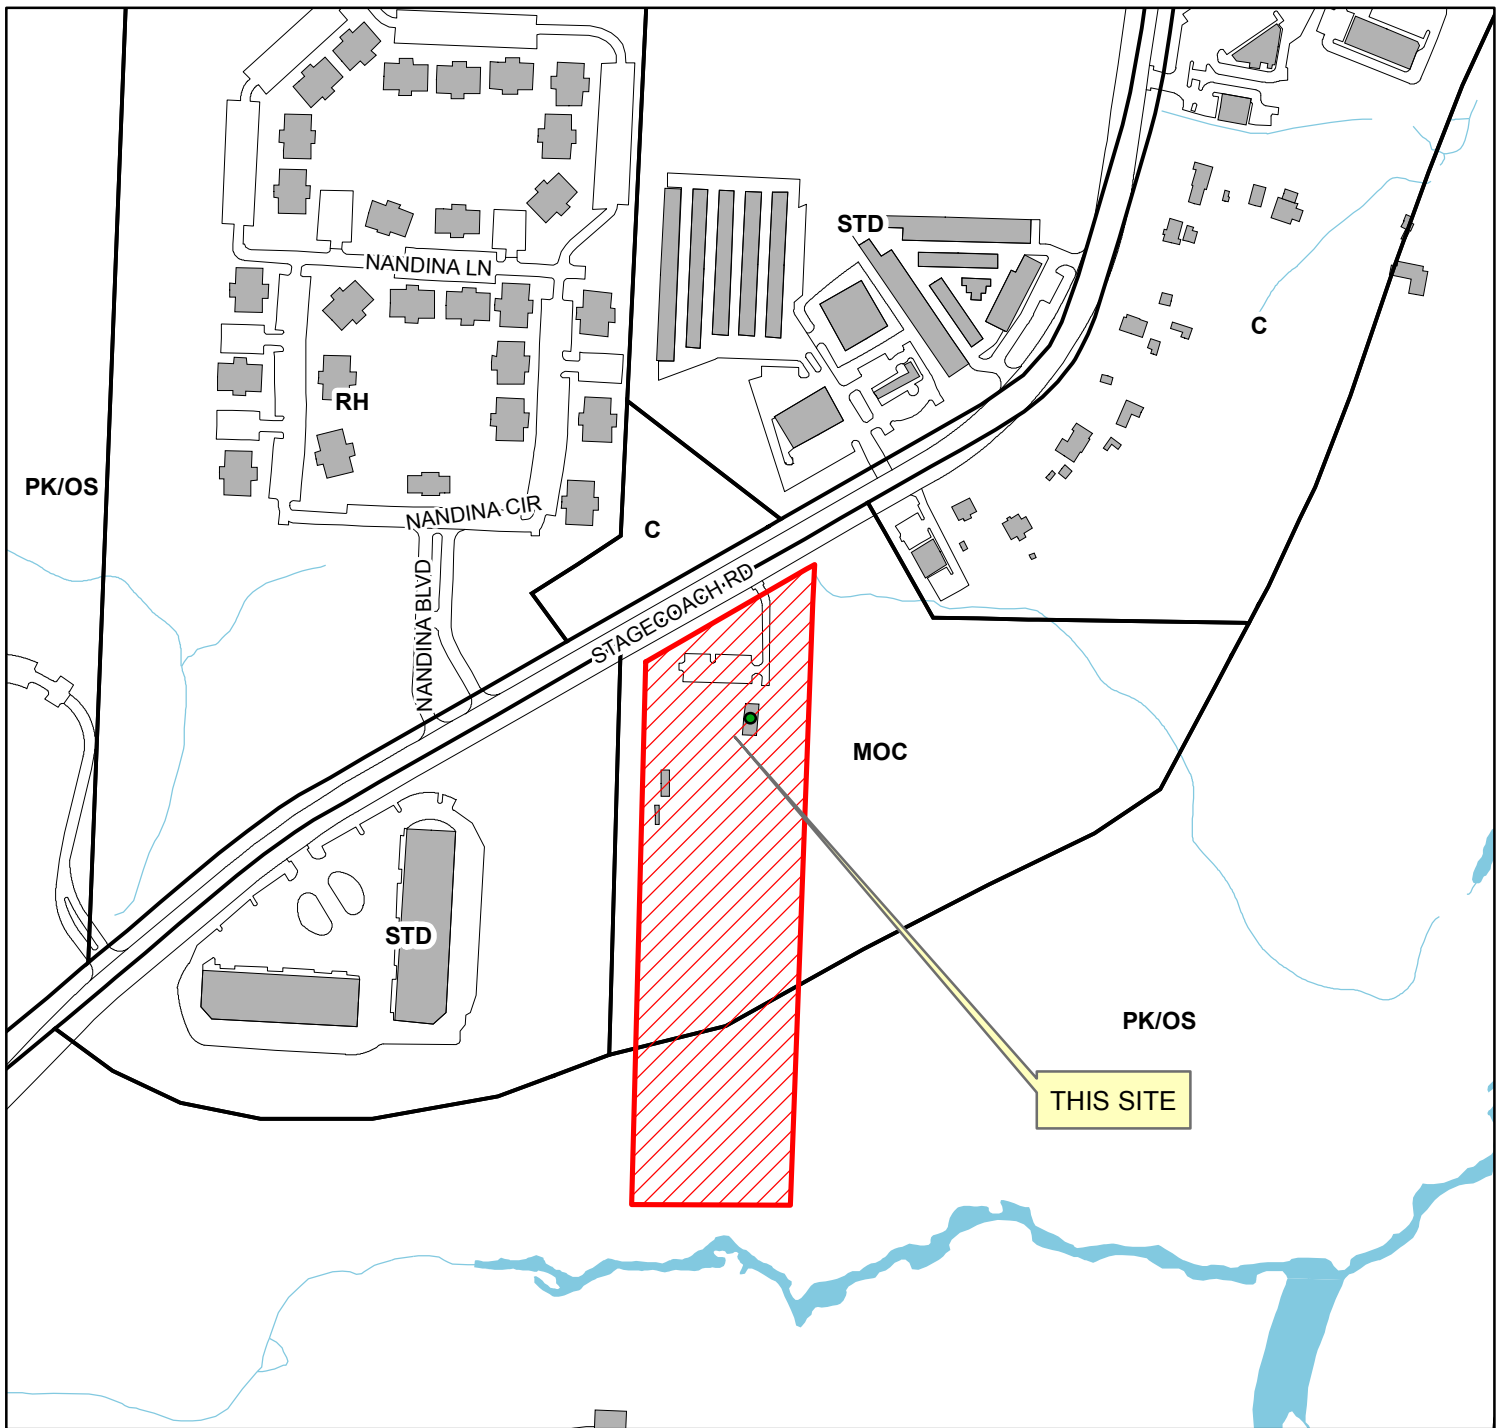 STD
NANDINA LN
C
RH
PK/OS
NANDINA CIR
C
NANDINA BLVD
STAGECOACH RD
MOC
STD
PK/OS
THIS SITE